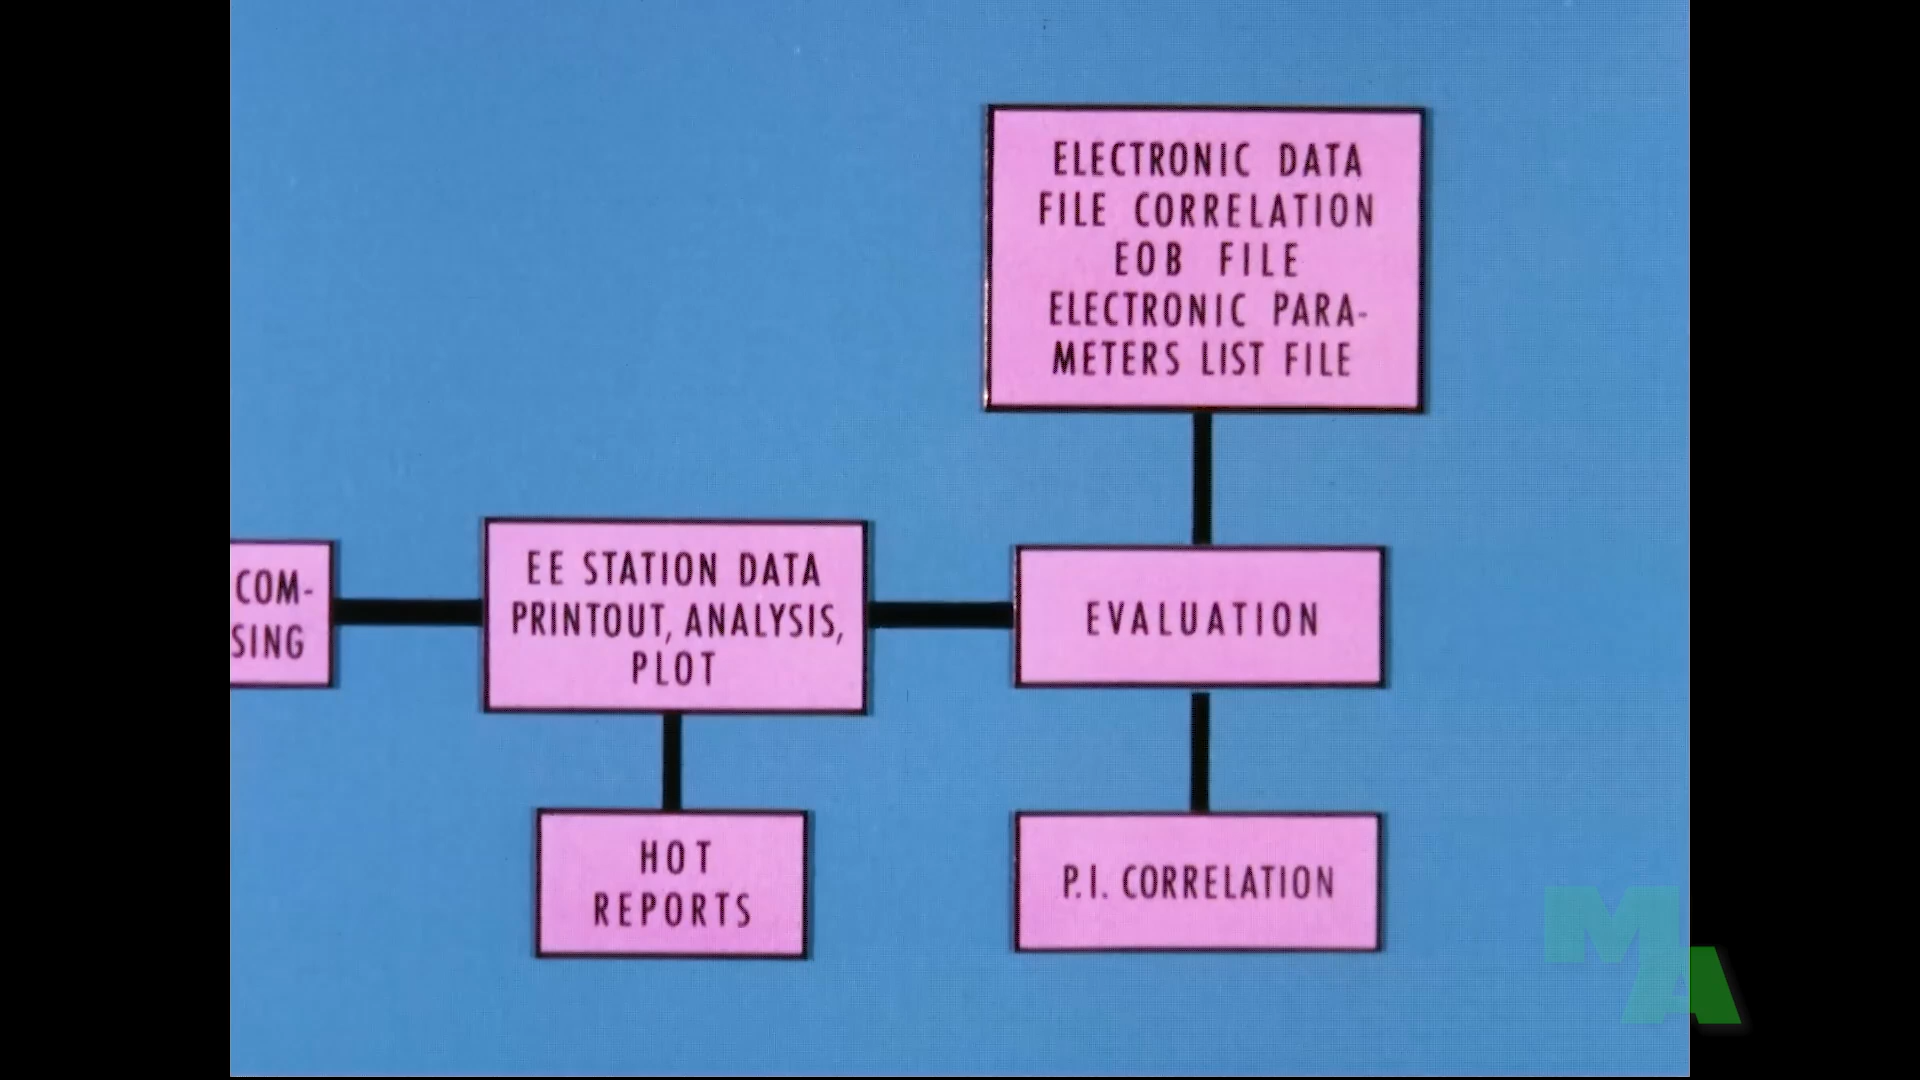 COM-
SING
EE STATION DATA
PRINTOUT, ANALYSIS,
PLOT
HOT
REPORTS
ELECTRONIC DATA
FILE CORRELATION
EOB FILE
ELECTRONIC PARA-
METERS LIST FILE
EVALUATION
P.I. CORRELATION
MA